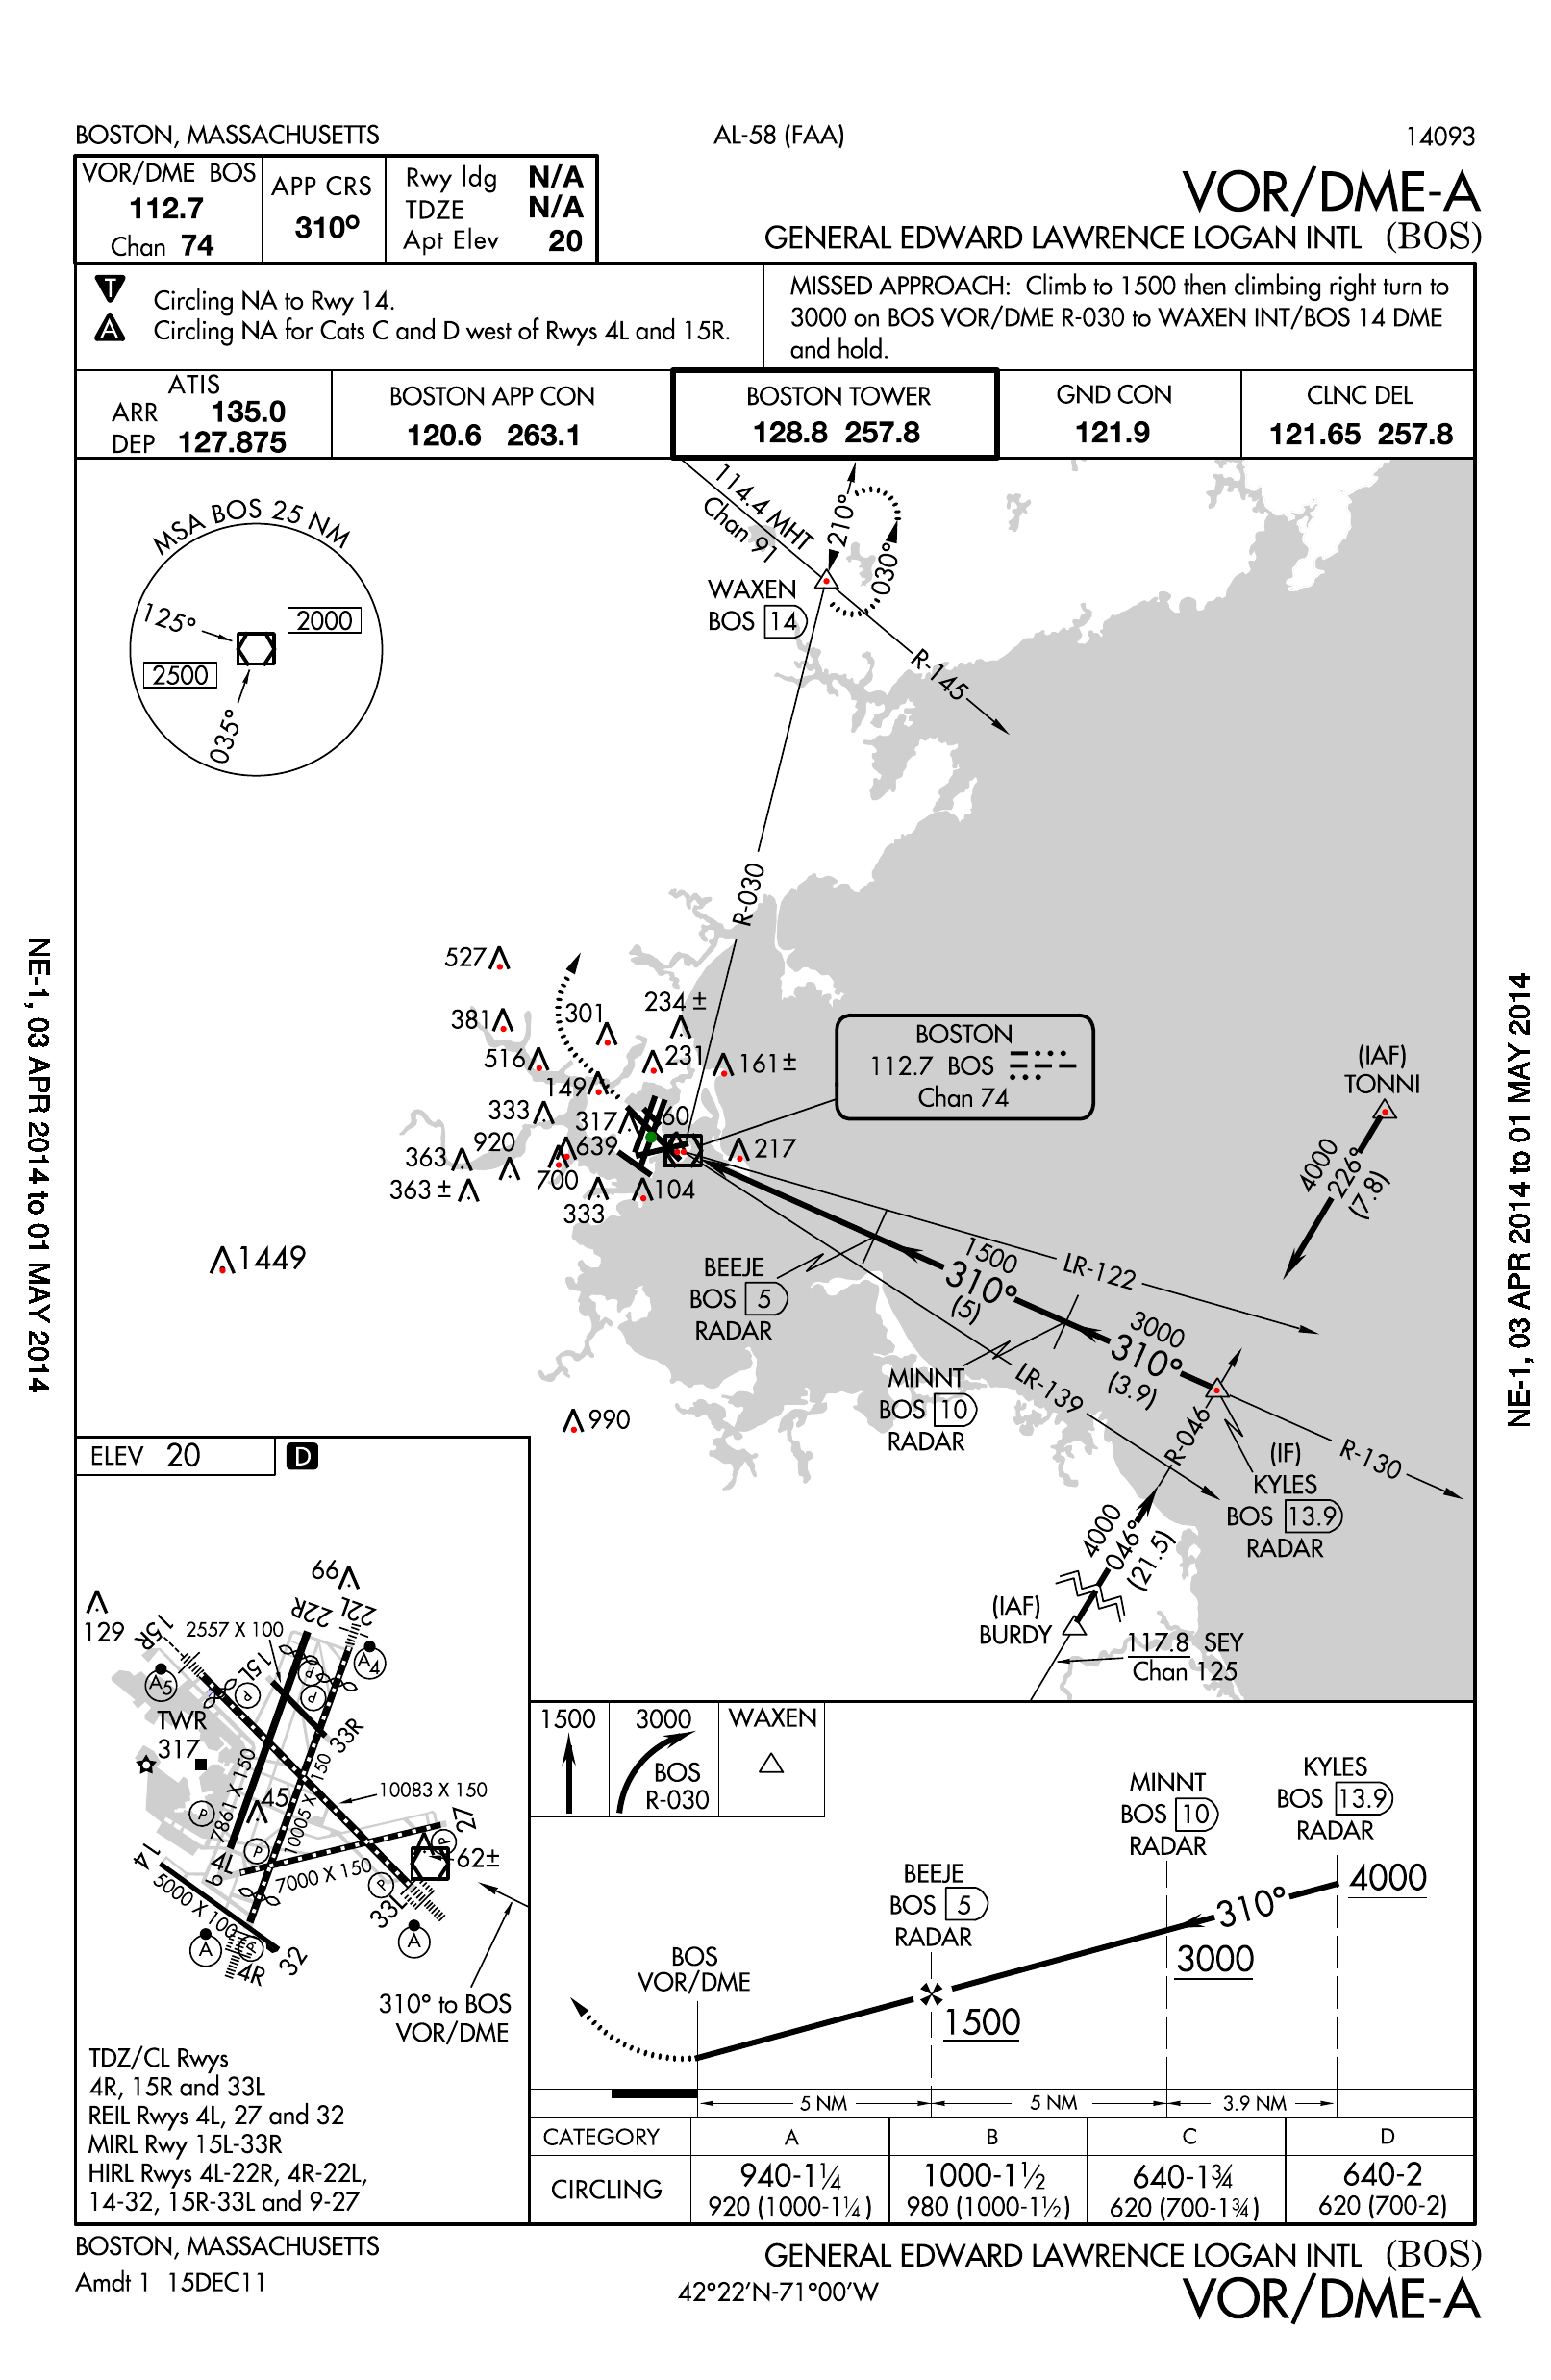 BOSTON, MASSACHUSETTS
AL-58 (FAA)
14093
VOR/DME BOS
112.7
Chan 74
APP CRS
310°
Rwy ldg N/A
TDZE N/A
Apt Elev 20
VOR/DME-A
GENERAL EDWARD LAWRENCE LOGAN INTL (BOS)
T
A
Circling NA to Rwy 14.
Circling NA for Cats C and D west of Rwys 4L and 15R.
MISSED APPROACH: Climb to 1500 then climbing right turn to
3000 on BOS VOR/DME R-030 to WAXEN INT/BOS 14 DME
and hold.
ATIS
ARR 135.0
DEP 127.875
BOSTON APP CON
120.6 263.1
BOSTON TOWER
128.8 257.8
GND CON
121.9
CLNC DEL
121.65 257.8
MSA BOS 25 NM
125°
2000
2500
035°
114.4 MHT
Chan 91
210°
030°
WAXEN
BOS 14
R-145
R-030
527
381
301
234±
516
231
161±
149
333
317
60
363
920
639
217
363±
700
104
333
1449
990
BOSTON
112.7 BOS
Chan 74
(IAF)
TONNI
4000
226°
(7.8)
BEEJE
BOS 5
RADAR
1500
310°
(5)
LR-122
MINNT
BOS 10
RADAR
3000
310°
(3.9)
LR-139
R-046
(IF)
KYLES
BOS 13.9
RADAR
R-130
4000
046°
(21.5)
(IAF)
BURDY
117.8 SEY
Chan 125
NE-1, 03 APR 2014 to 01 MAY 2014
NE-1, 03 APR 2014 to 01 MAY 2014
ELEV 20
D
66
129
15R
2557 X 100
22R
22L
15L
A5
A4
P
P
P
TWR
317
33R
7861 X 150
45
10005 X 150
10083 X 150
P
P
27
P
62±
14
4L
9
7000 X 150
P
5000 X 100
33L
A
P
4R
32
A
310° to BOS
VOR/DME
TDZ/CL Rwys
4R, 15R and 33L
REIL Rwys 4L, 27 and 32
MIRL Rwy 15L-33R
HIRL Rwys 4L-22R, 4R-22L,
14-32, 15R-33L and 9-27
1500
3000
BOS
R-030
WAXEN
BOS
VOR/DME
BEEJE
BOS 5
RADAR
MINNT
BOS 10
RADAR
KYLES
BOS 13.9
RADAR
310°
4000
3000
1500
5 NM
5 NM
3.9 NM
CATEGORY A B C D
CIRCLING
940-1¼
920 (1000-1¼)
1000-1½
980 (1000-1½)
640-1¾
620 (700-1¾)
640-2
620 (700-2)
BOSTON, MASSACHUSETTS
Amdt 1 15DEC11
42°22'N-71°00'W
GENERAL EDWARD LAWRENCE LOGAN INTL (BOS)
VOR/DME-A